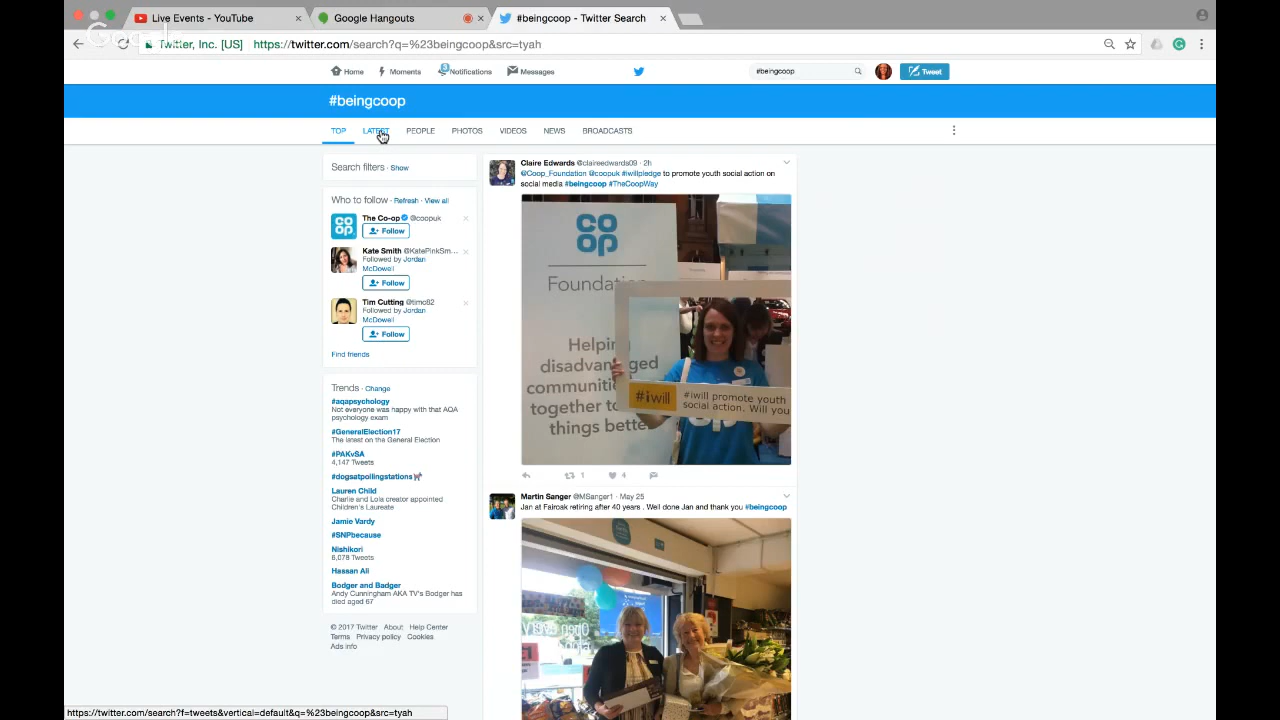 Live Events - YouTube
Google Hangouts
#beingcoop - Twitter Search
Google
Twitter, Inc. [US] https://twitter.com/search?q=%23beingcoop&src=tyah
Home
Moments
3
Notifications
Messages
#beingcoop
Tweet
#beingcoop
TOP
LATEST
PEOPLE
PHOTOS
VIDEOS
NEWS
BROADCASTS
Search filters · Show
Who to follow · Refresh · View all
The Co-op @coopuk
Follow
Kate Smith @KatePinkSm...
Followed by Jordan
McDowell
Follow
Tim Cutting @timc82
Followed by Jordan
McDowell
Follow
Find friends
Trends · Change
#aqapsychology
Not everyone was happy with that AQA
psychology exam
#GeneralElection17
The latest on the General Election
#PAKvSA
4,147 Tweets
#dogsatpollingstations
Lauren Child
Charlie and Lola creator appointed
Children's Laureate
Jamie Vardy
#SNPbecause
Nishikori
6,078 Tweets
Hassan Ali
Bodger and Badger
Andy Cunningham AKA TV's Bodger has
died aged 67
© 2017 Twitter About Help Center
Terms Privacy policy Cookies
Ads info
Claire Edwards @claireedwards09 · 2h
@Coop_Foundation @coopuk #iwillpledge to promote youth social action on
social media #beingcoop #TheCoopWay
co
op
Foundation
Helping
disadvantaged
communities
together to
things better
#iwill
#iwill promote youth
social action. Will you
1
4
Martin Sanger @MSanger1 · May 25
Jan at Fairoak retiring after 40 years . Well done Jan and thank you #beingcoop
https://twitter.com/search?f=tweets&vertical=default&q=%23beingcoop&src=tyah